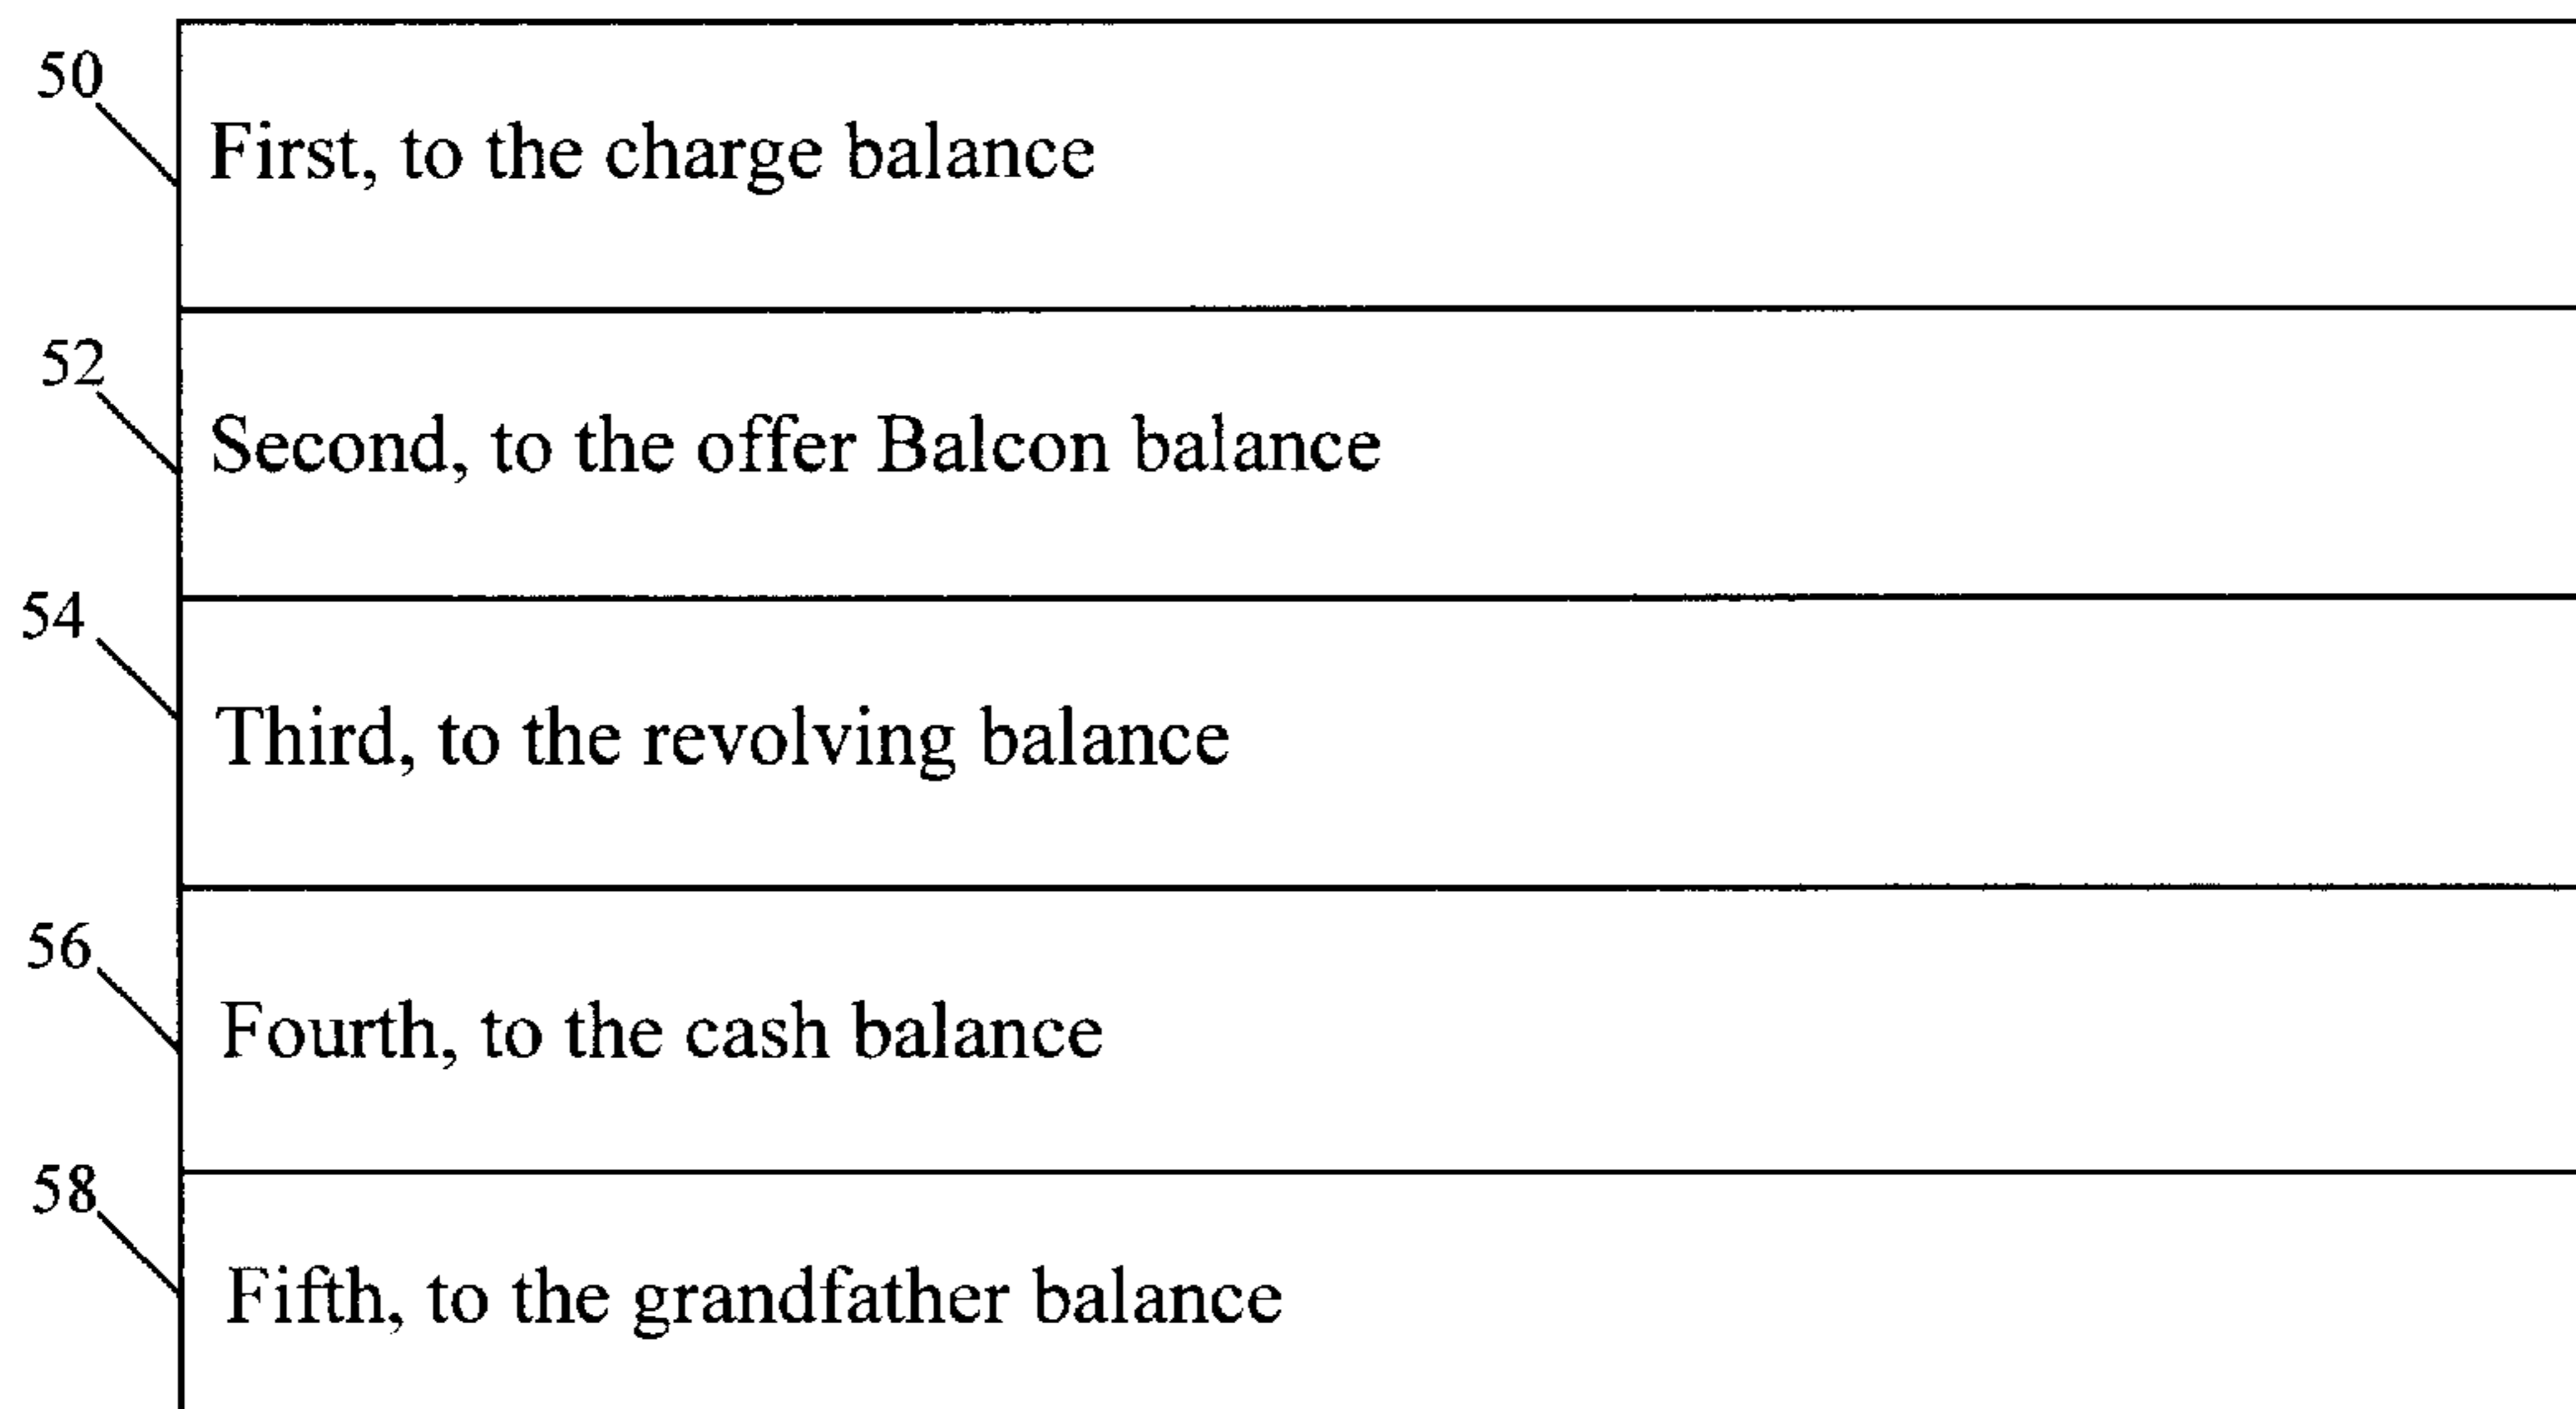 50
First, to the charge balance
52
Second, to the offer Balcon balance
54
Third, to the revolving balance
56
Fourth, to the cash balance
58
Fifth, to the grandfather balance